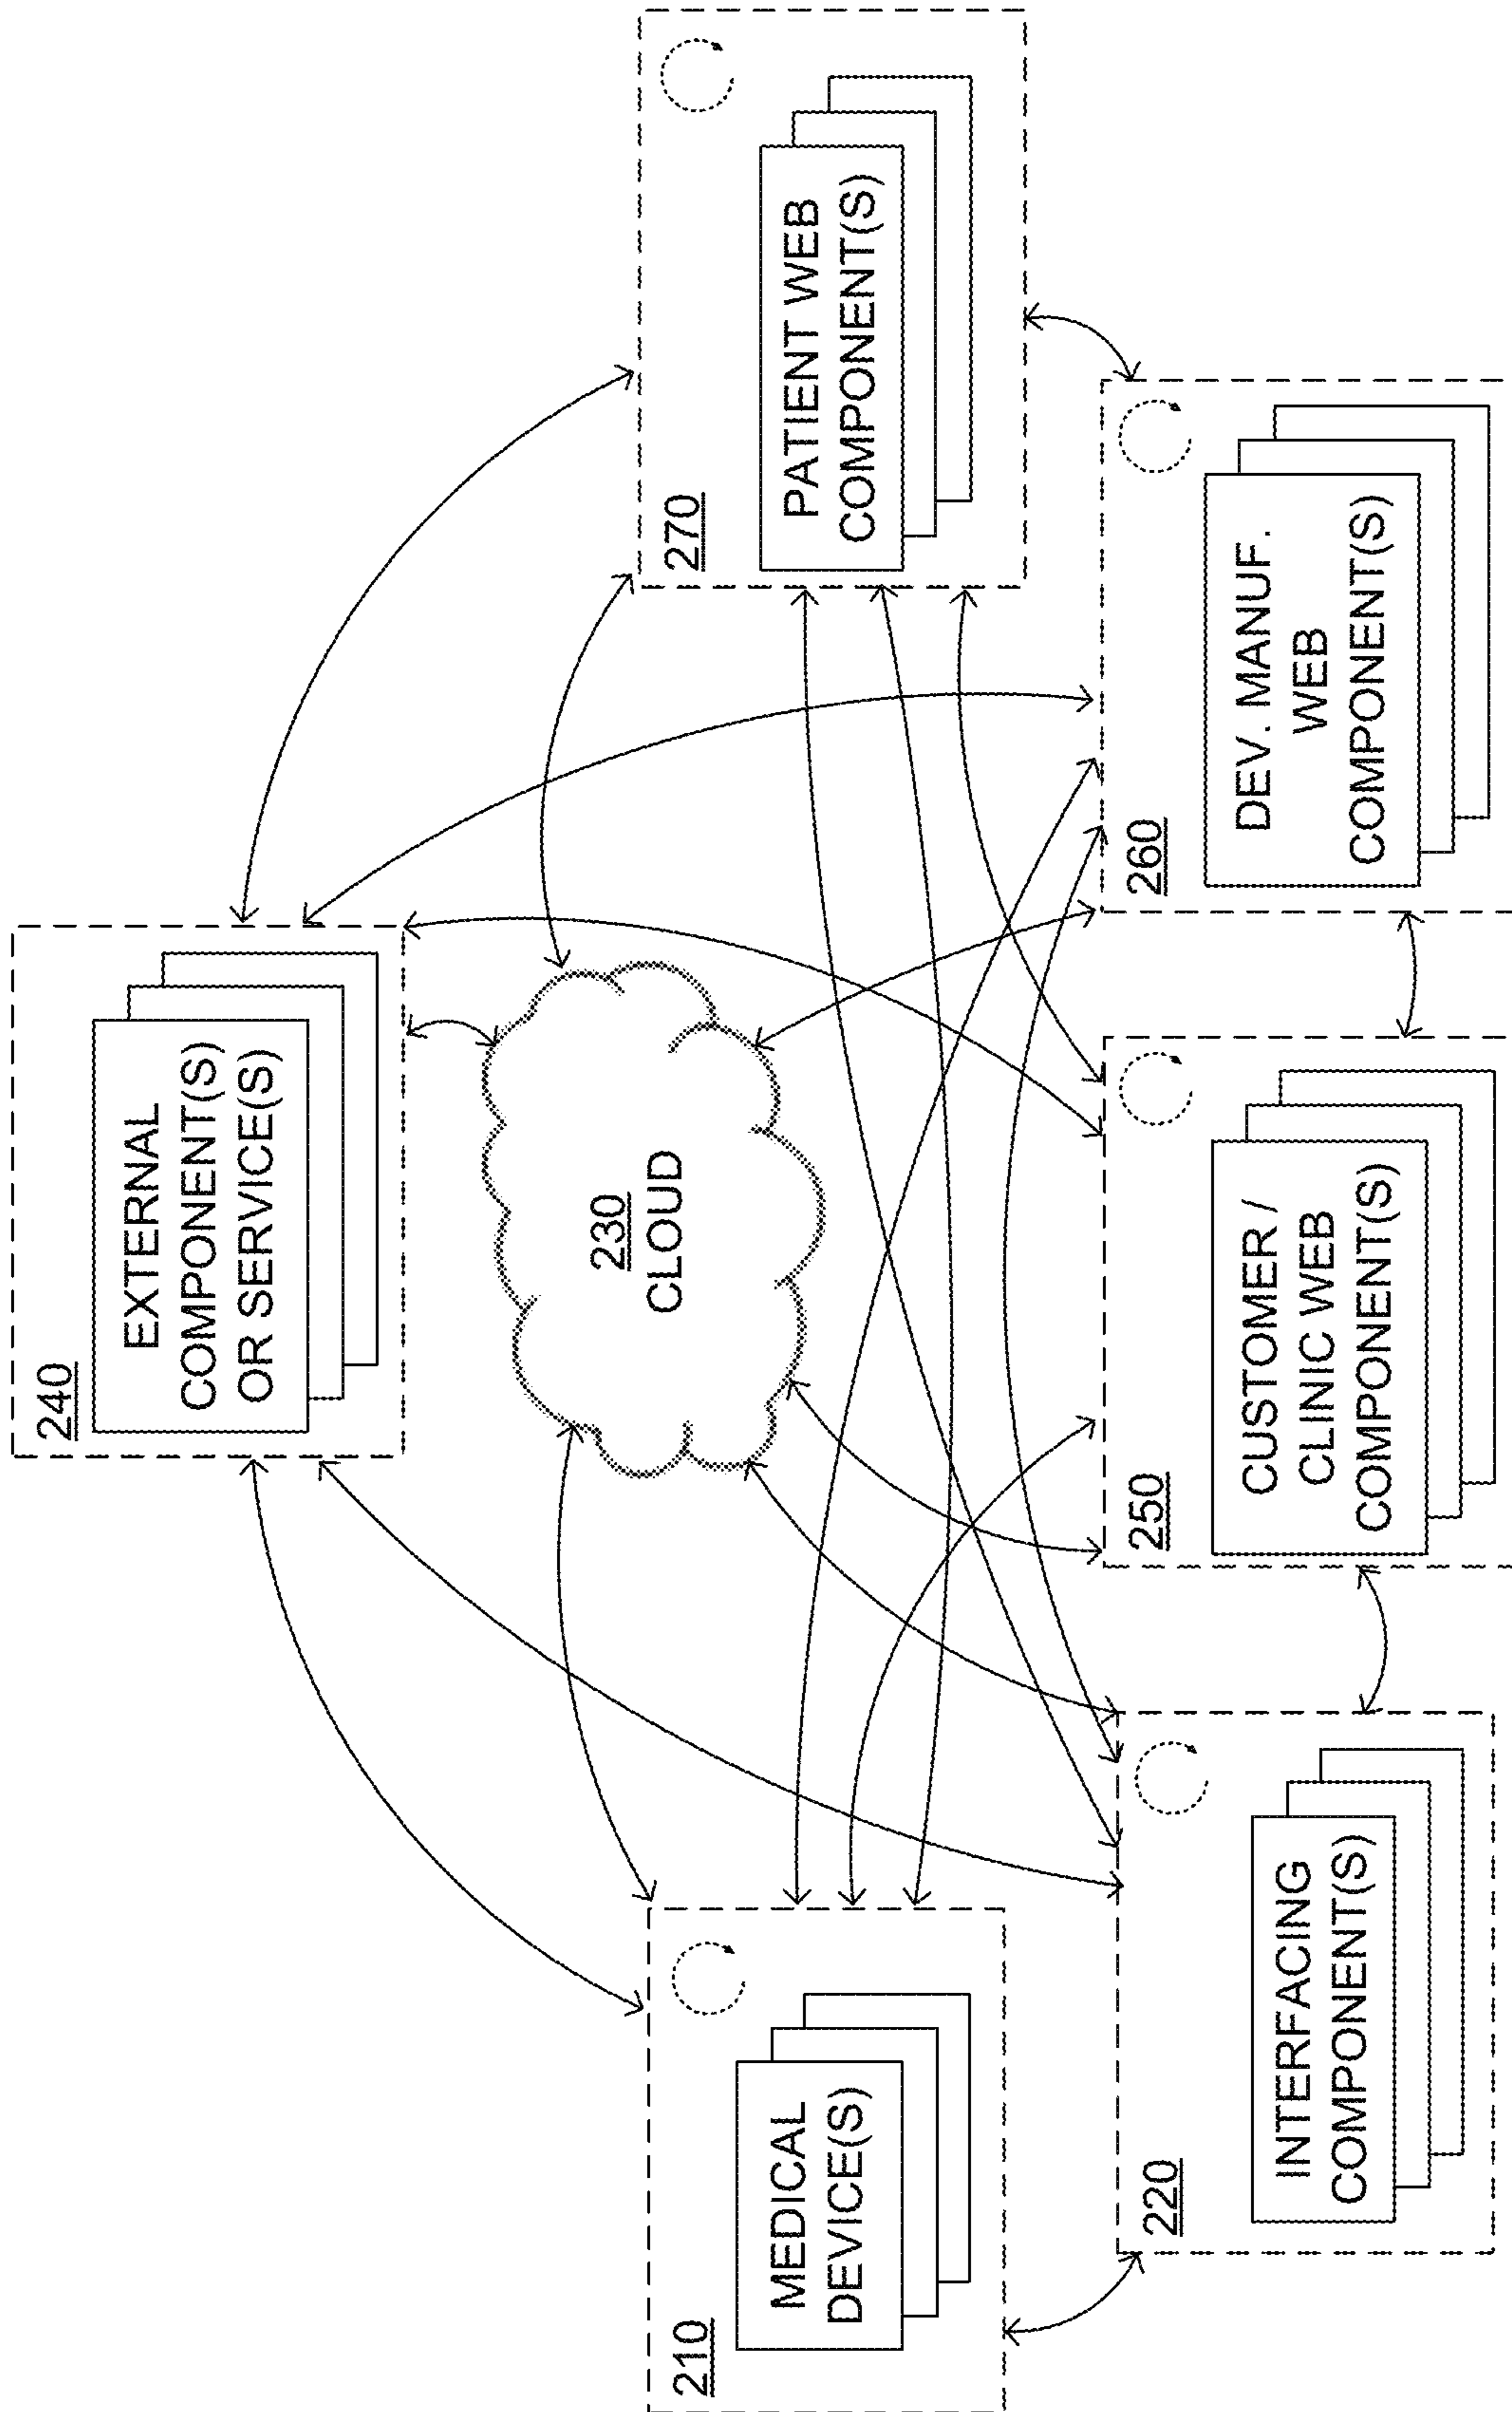 240
EXTERNAL
COMPONENT(S)
OR SERVICE(S)
230
CLOUD
210
MEDICAL
DEVICE(S)
270
PATIENT WEB
COMPONENT(S)
220
INTERFACING
COMPONENT(S)
250
CUSTOMER /
CLINIC WEB
COMPONENT(S)
260
DEV. MANUF.
WEB
COMPONENT(S)